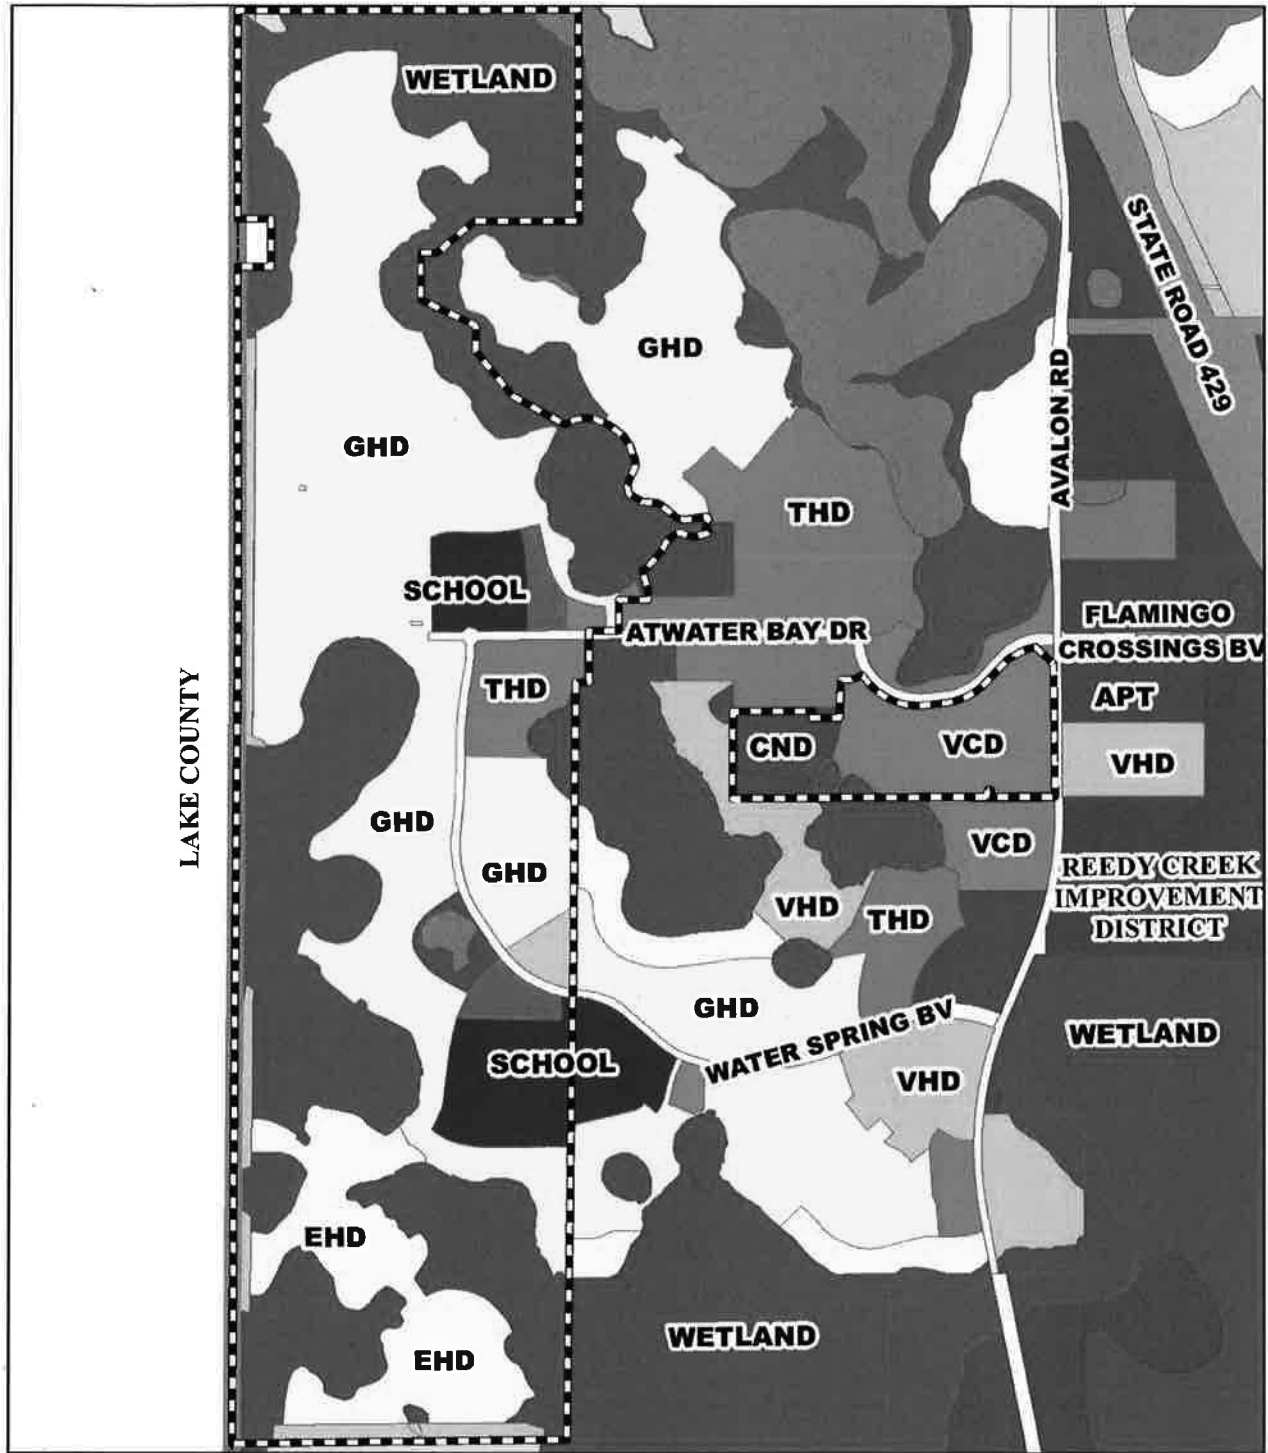 WETLAND
STATE ROAD 429
GHD
AVALON RD
GHD
THD
SCHOOL
FLAMINGO
CROSSINGS BV
ATWATER BAY DR
THD
APT
CND
VCD
VHD
LAKE COUNTY
GHD
VCD
GHD
REEDY CREEK
IMPROVEMENT
DISTRICT
VHD
THD
GHD
WATER SPRING BV
WETLAND
SCHOOL
VHD
EHD
WETLAND
EHD